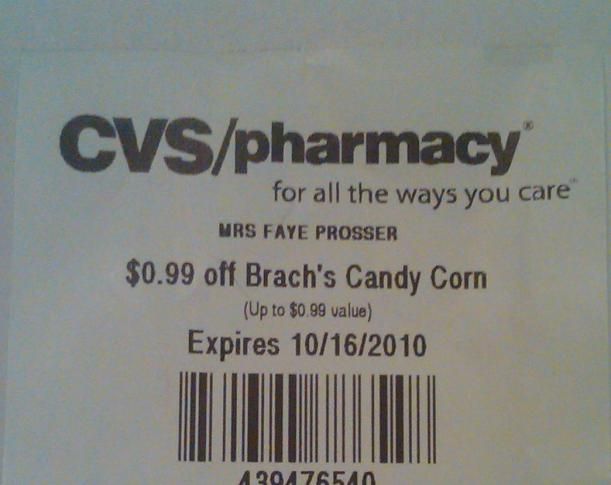 CVS/pharmacy®
for all the ways you care™
MRS FAYE PROSSER
$0.99 off Brach's Candy Corn
(Up to $0.99 value)
Expires 10/16/2010
439476540